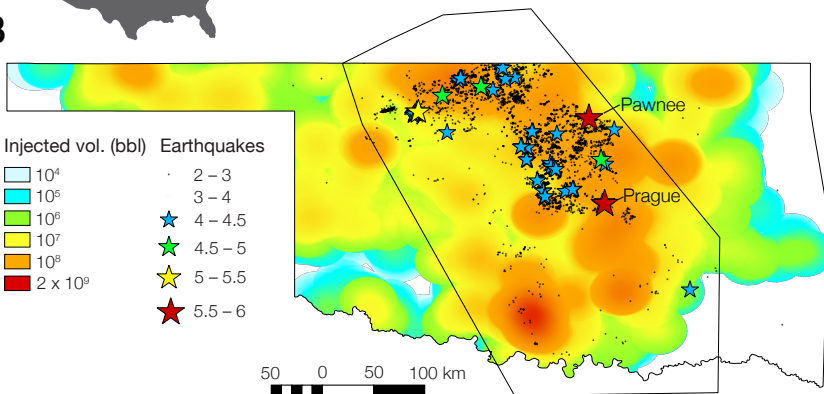 B
Pawnee
Injected vol. (bbl) Earthquakes
10⁴ 2 – 3
10⁵ 3 – 4
10⁶ 4 – 4.5
10⁷ 4.5 – 5
10⁸ 5 – 5.5
2 x 10⁹ 5.5 – 6
Prague
50 0 50 100 km